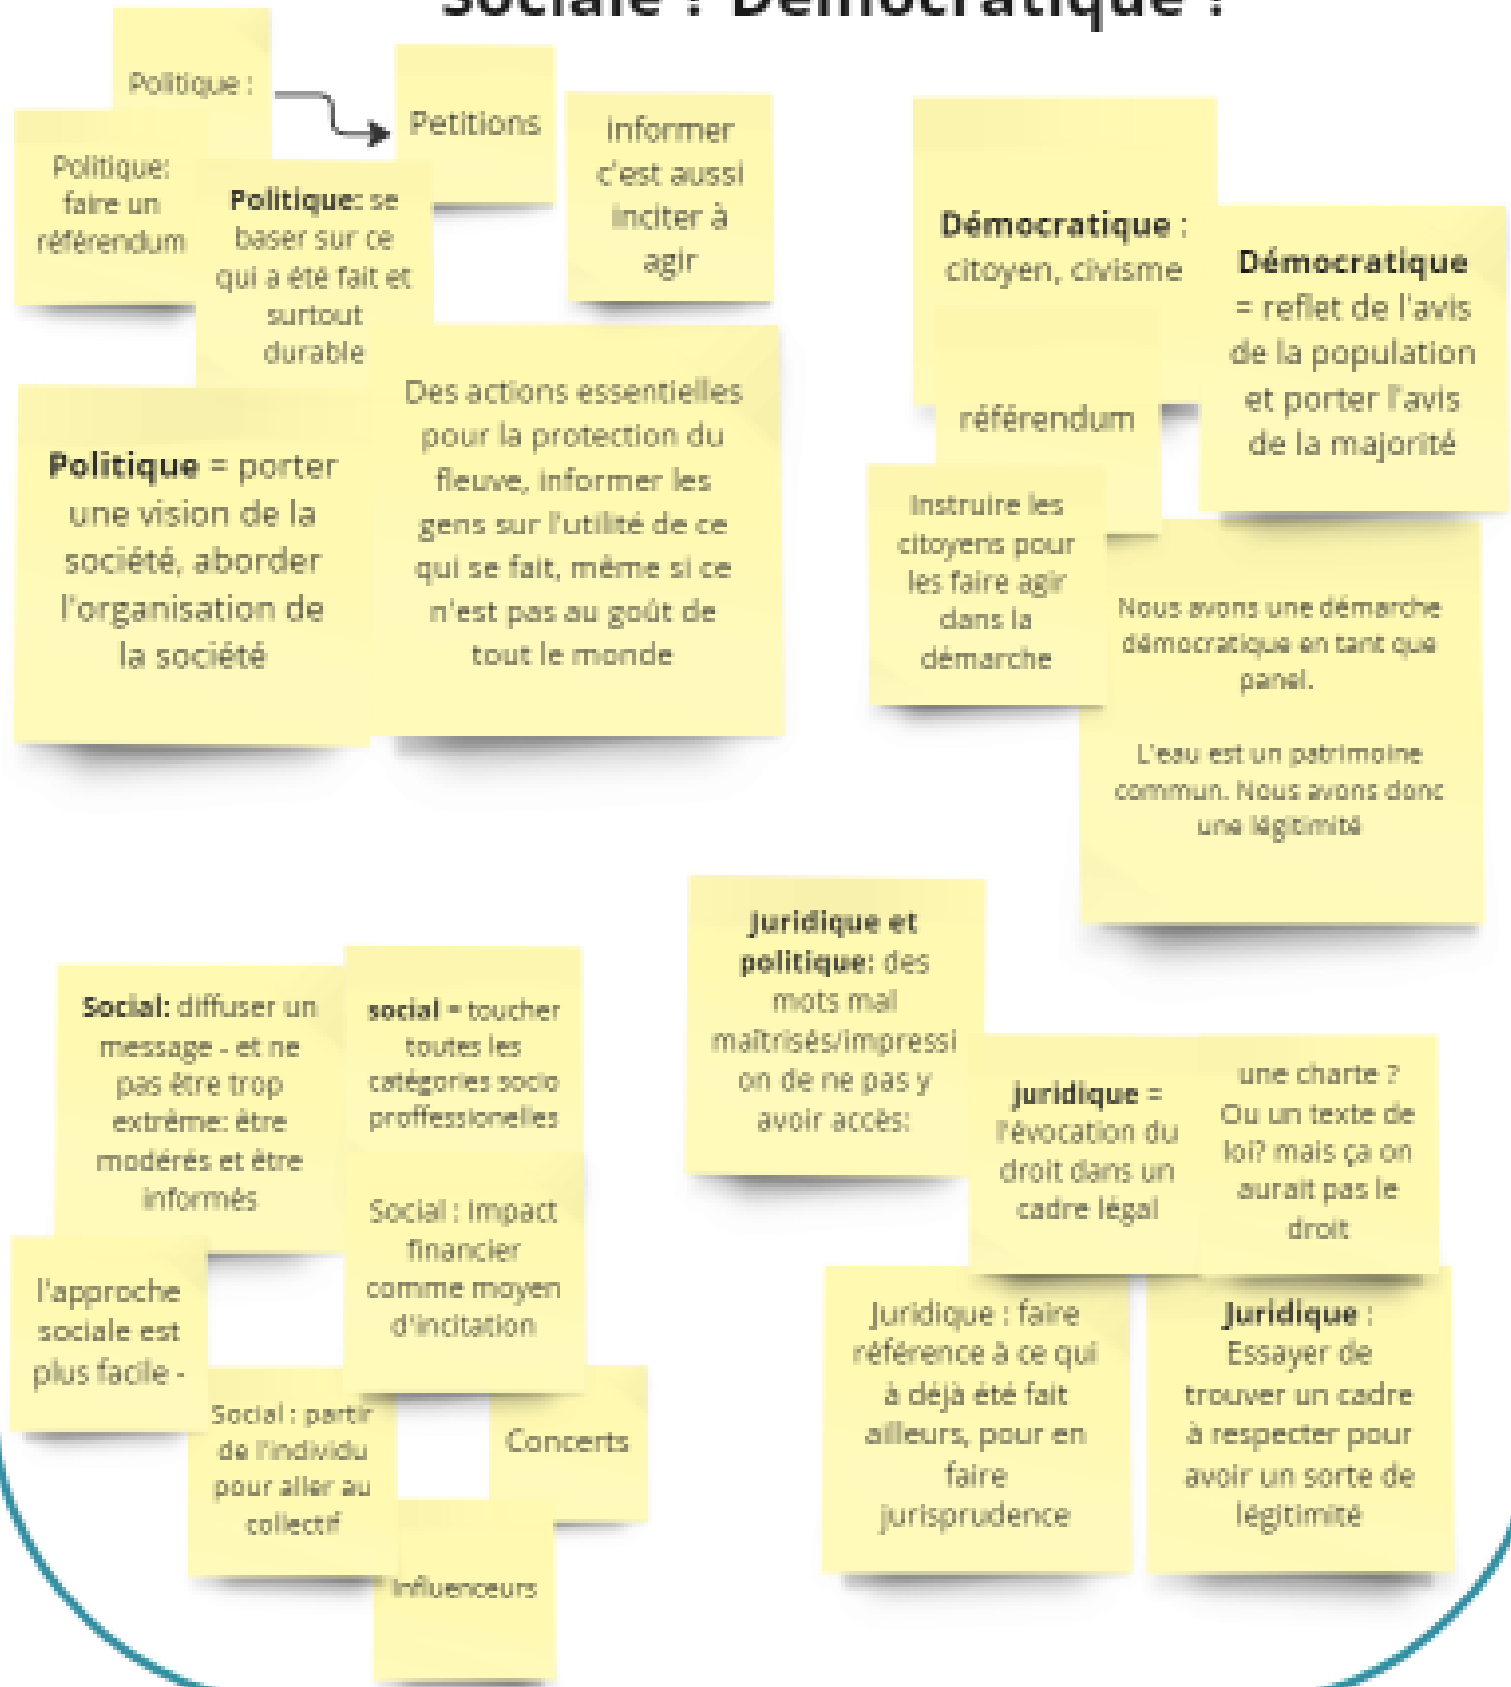 Sociale ? Démocratique ?
Politique :
Petitions
Politique:
faire un
référendum
Politique: se
baser sur ce
qui a été fait et
surtout
durable
informer
c'est aussi
inciter à
agir
Politique = porter
une vision de la
société, aborder
l'organisation de
la société
Des actions essentielles
pour la protection du
fleuve, informer les
gens sur l'utilité de ce
qui se fait, même si ce
n'est pas au goût de
tout le monde
Démocratique :
citoyen, civisme
Démocratique
= reflet de l'avis
de la population
et porter l'avis
de la majorité
référendum
Instruire les
citoyens pour
les faire agir
dans la
démarche
Nous avons une démarche
démocratique en tant que
panel.
L'eau est un patrimoine
commun. Nous avons donc
une légitimité
Social: diffuser un
message - et ne
pas être trop
extrême: être
modérés et être
informés
social = toucher
toutes les
catégories socio
proffessionelles
Social : impact
financier
comme moyen
d'incitation
l'approche
sociale est
plus facile -
Social : partir
de l'individu
pour aller au
collectif
Concerts
Influenceurs
Juridique et
politique: des
mots mal
maîtrisés/impressi
on de ne pas y
avoir accès:
juridique =
l'évocation du
droit dans un
cadre légal
une charte ?
Ou un texte de
loi? mais ça on
aurait pas le
droit
Juridique : faire
référence à ce qui
à déjà été fait
ailleurs, pour en
faire
jurisprudence
Juridique :
Essayer de
trouver un cadre
à respecter pour
avoir un sorte de
légitimité